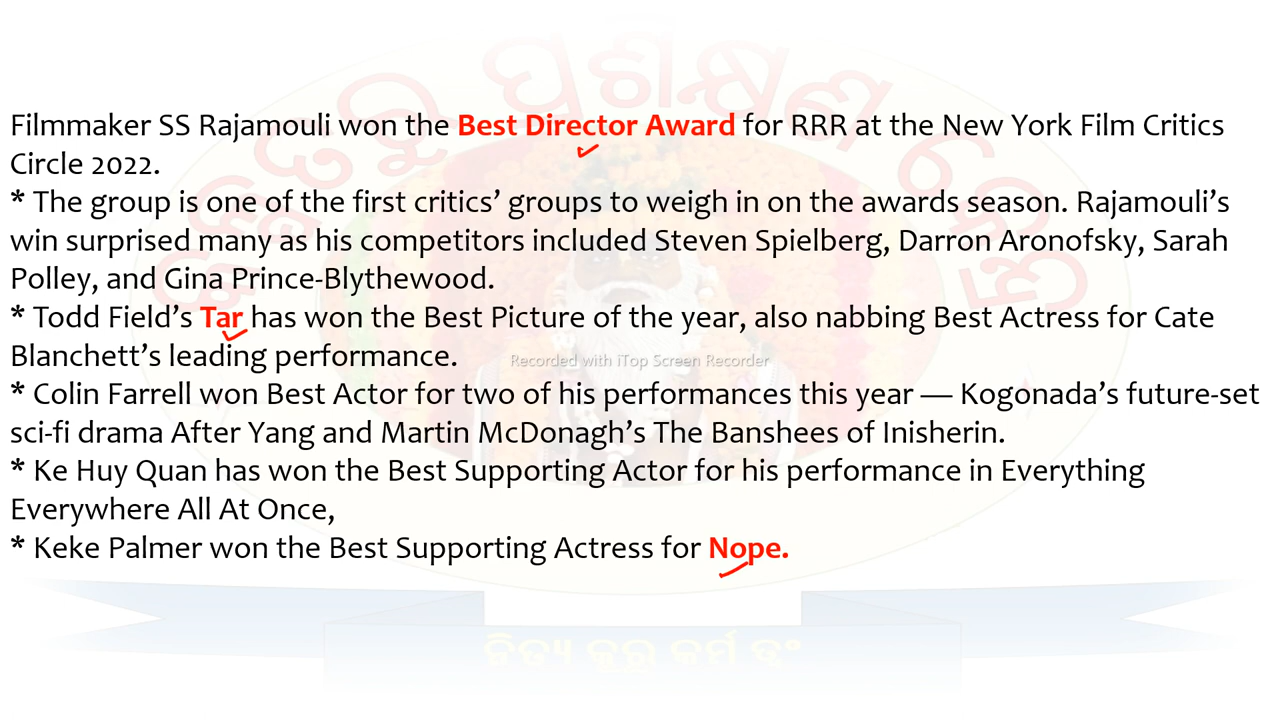 Filmmaker SS Rajamouli won the Best Director Award for RRR at the New York Film Critics
Circle 2022.
* The group is one of the first critics’ groups to weigh in on the awards season. Rajamouli’s
win surprised many as his competitors included Steven Spielberg, Darron Aronofsky, Sarah
Polley, and Gina Prince-Blythewood.
* Todd Field’s Tar has won the Best Picture of the year, also nabbing Best Actress for Cate
Blanchett’s leading performance.
Recorded with iTop Screen Recorder
* Colin Farrell won Best Actor for two of his performances this year — Kogonada’s future-set
sci-fi drama After Yang and Martin McDonagh’s The Banshees of Inisherin.
* Ke Huy Quan has won the Best Supporting Actor for his performance in Everything
Everywhere All At Once,
* Keke Palmer won the Best Supporting Actress for Nope.